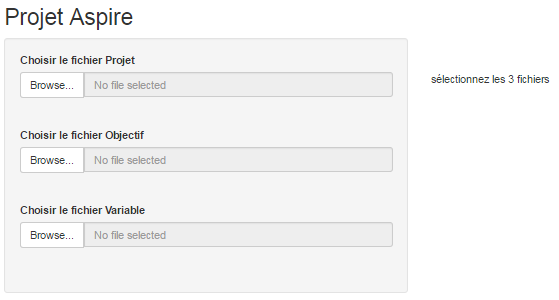 Projet Aspire
Choisir le fichier Projet
Browse... No file selected
sélectionnez les 3 fichiers
Choisir le fichier Objectif
Browse... No file selected
Choisir le fichier Variable
Browse... No file selected